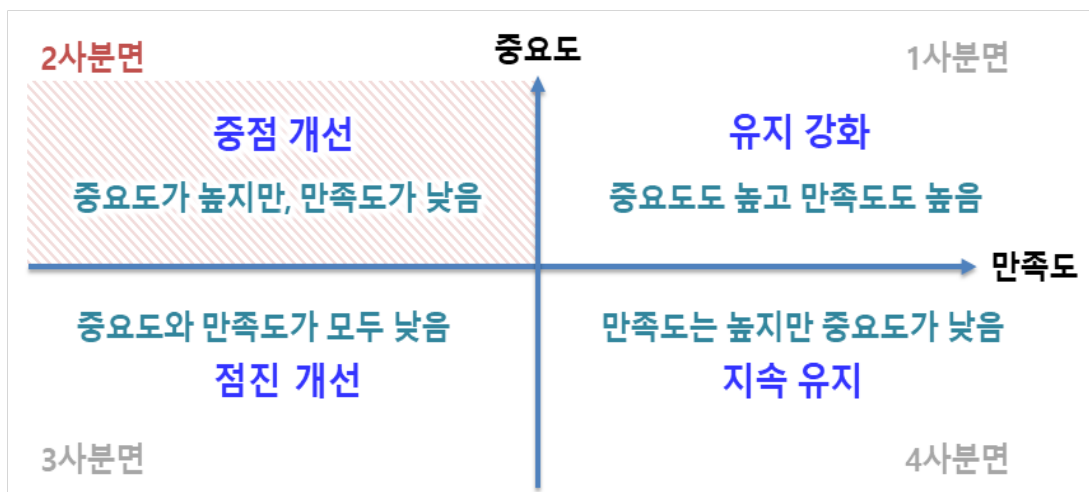 2사분면
중요도
1사분면
중점 개선
유지 강화
중요도가 높지만, 만족도가 낮음
중요도도 높고 만족도도 높음
만족도
중요도와 만족도가 모두 낮음
만족도는 높지만 중요도가 낮음
점진 개선
지속 유지
3사분면
4사분면